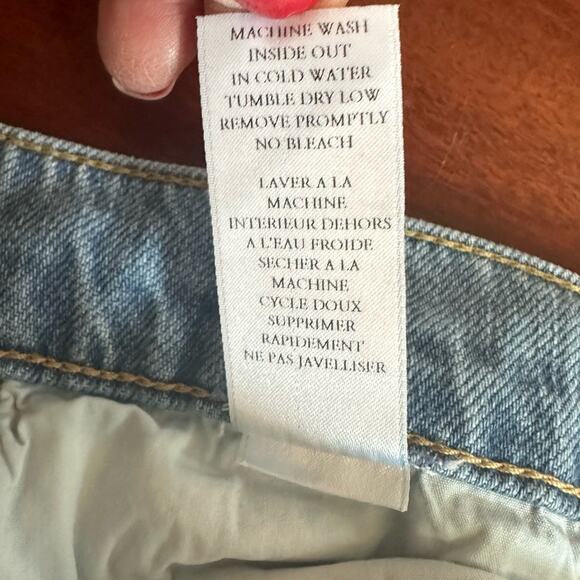 MACHINE WASH
INSIDE OUT
IN COLD WATER
TUMBLE DRY LOW
REMOVE PROMPTLY
NO BLEACH
LAVER A LA
MACHINE
INTERIEUR DEHORS
A L'EAU FROIDE
SECHER A LA
MACHINE
CYCLE DOUX
SUPPRIMER
RAPIDEMENT
NE PAS JAVELLISER